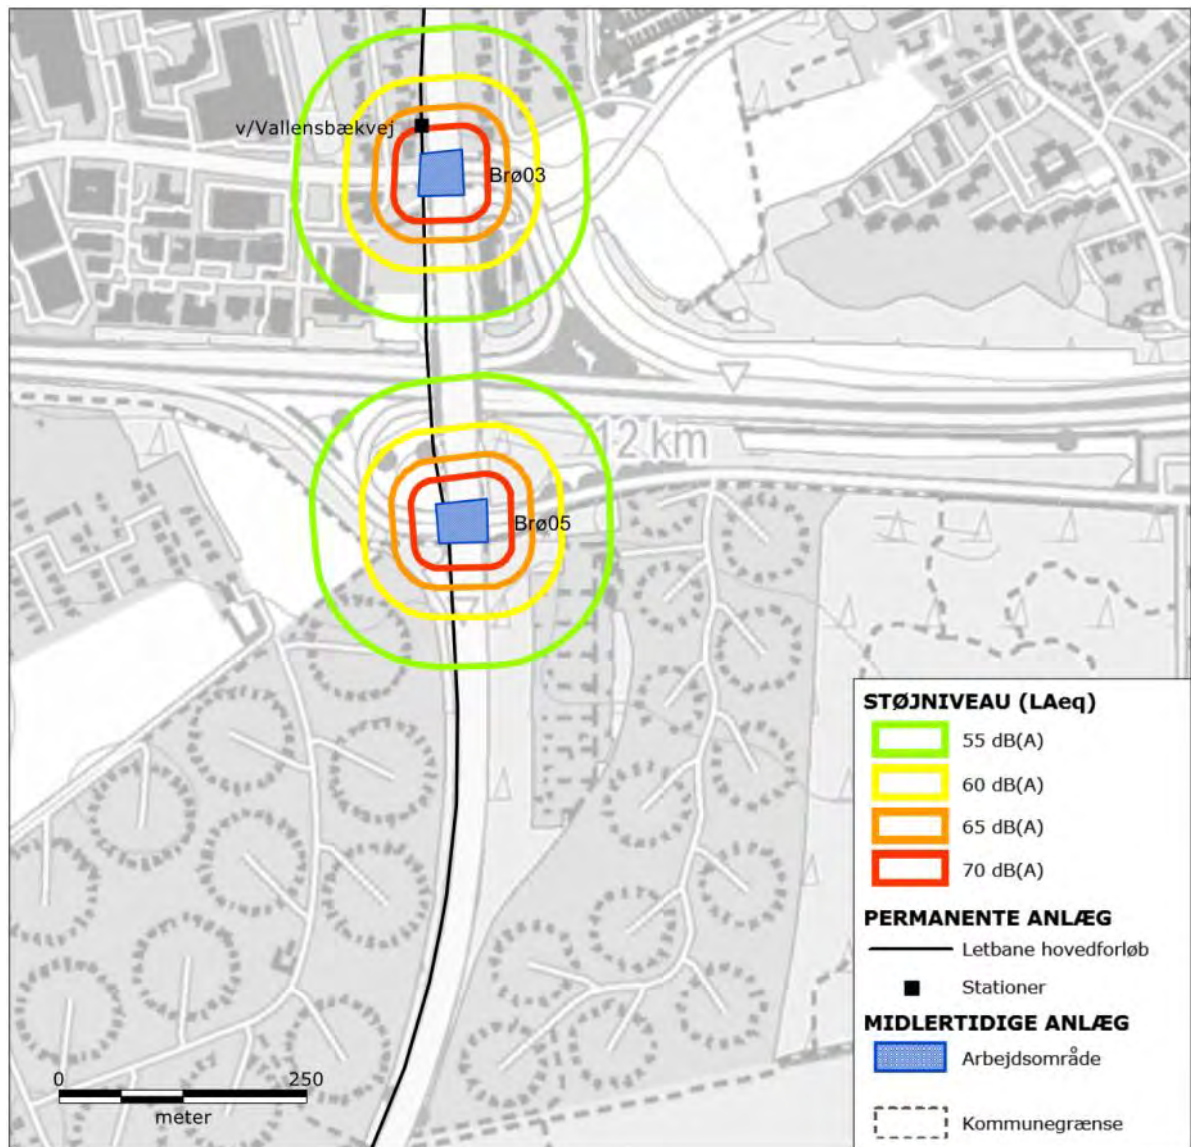 v/Vallensbækvej
Brø03
12 km
Brø05
STØJNIVEAU (LAeq)
55 dB(A)
60 dB(A)
65 dB(A)
70 dB(A)
PERMANENTE ANLÆG
Letbane hovedforløb
Stationer
MIDLERTIDIGE ANLÆG
Arbejdsområde
Kommunegrænse
0 250
meter